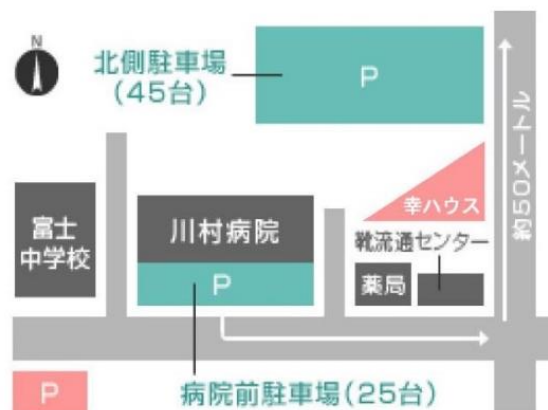 N
北側駐車場
(45台)
P
約50メートル
幸ハウス
富士
中学校
川村病院
靴流通センター
P
薬局
P
病院前駐車場(25台)